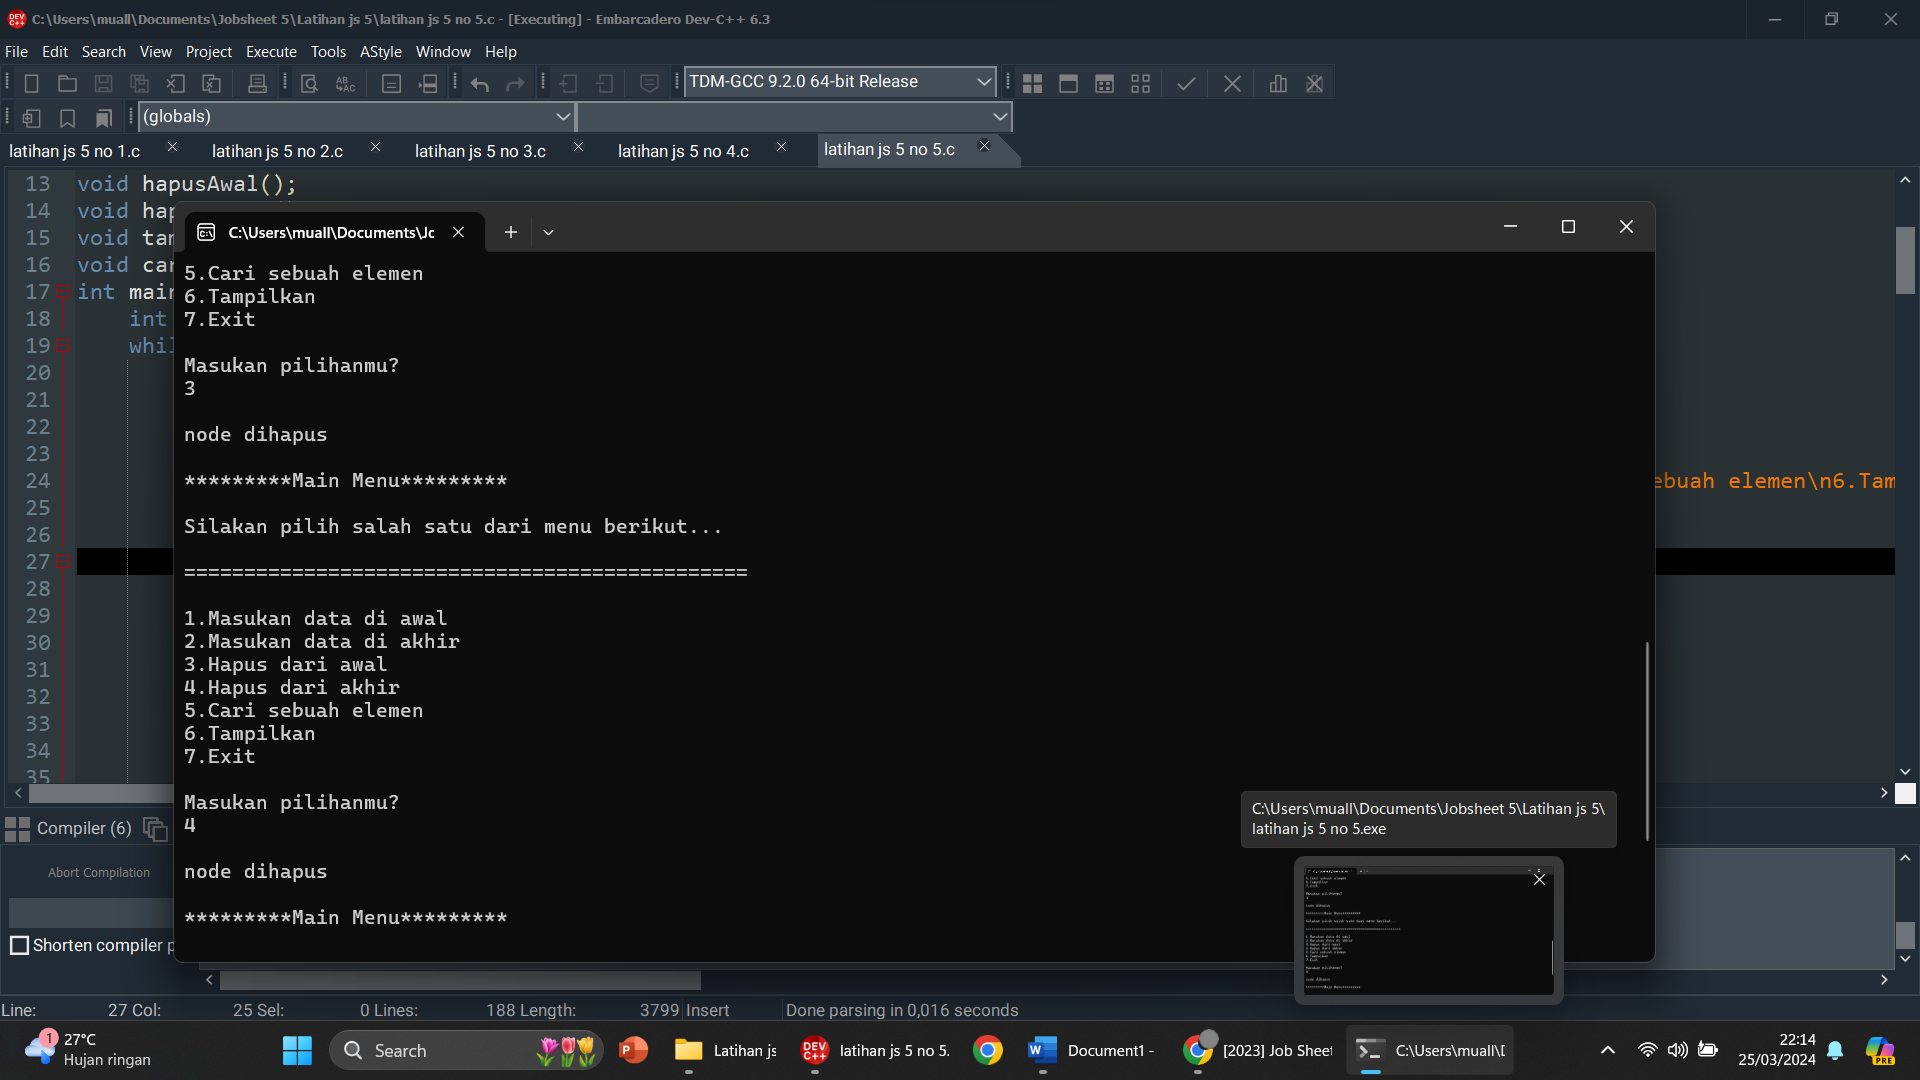 C:\Users\muall\Documents\Jobsheet 5\Latihan js 5\latihan js 5 no 5.c - [Executing] - Embarcadero Dev-C++ 6.3
File Edit Search View Project Execute Tools AStyle Window Help
TDM-GCC 9.2.0 64-bit Release
(globals)
latihan js 5 no 1.c latihan js 5 no 2.c latihan js 5 no 3.c latihan js 5 no 4.c latihan js 5 no 5.c
13 void hapusAwal();
14 void hap
15 void tam
16 void car
17 int main
18 int
19 whil
20
21
22
23
24 ebuah elemen\n6.Tam
25
26
27
28
29
30
31
32
33
34
35
C:\Users\muall\Documents\Jc
5.Cari sebuah elemen
6.Tampilkan
7.Exit
Masukan pilihanmu?
3
node dihapus
*********Main Menu*********
Silakan pilih salah satu dari menu berikut...
===============================================
1.Masukan data di awal
2.Masukan data di akhir
3.Hapus dari awal
4.Hapus dari akhir
5.Cari sebuah elemen
6.Tampilkan
7.Exit
Masukan pilihanmu?
4
node dihapus
*********Main Menu*********
C:\Users\muall\Documents\Jobsheet 5\Latihan js 5\
latihan js 5 no 5.exe
Compiler (6)
Abort Compilation
Shorten compiler p
Line: 27 Col: 25 Sel: 0 Lines: 188 Length: 3799 Insert Done parsing in 0,016 seconds
1
27°C
Hujan ringan
Search
Latihan js
latihan js 5 no 5.
Document1 -
[2023] Job Sheet
C:\Users\muall\D
22:14
25/03/2024
PRE